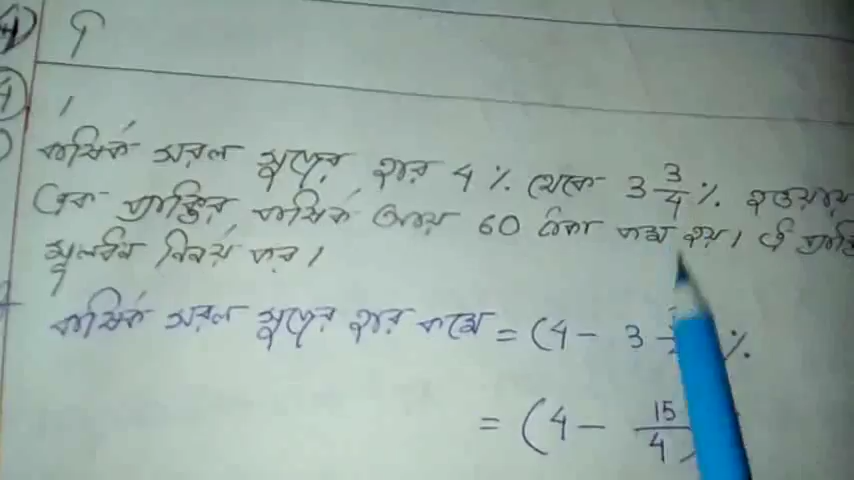 বার্ষিক সরল সুদের হার 4 % থেকে 3 3/4 % হওয়ায়
এক ব্যক্তির বার্ষিক আয় 60 টাকা কম হয়। ঐ
মূলধন নির্ণয় কর।
বার্ষিক সরল সুদের হার কমে = (4 - 3
%
= (4 - 15/4)